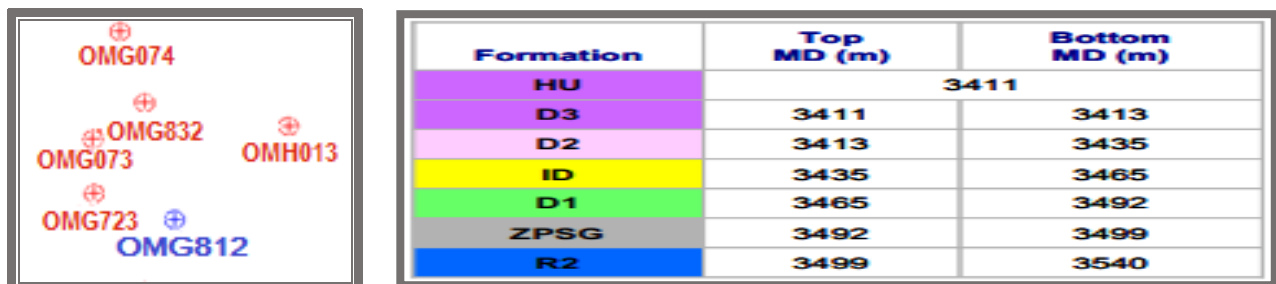 OMG074
OMG832
OMG073
OMH013
OMG723
OMG812
Formation Top MD (m) Bottom MD (m)
HU 3411
D3 3411 3413
D2 3413 3435
ID 3435 3465
D1 3465 3492
ZPSG 3492 3499
R2 3499 3540